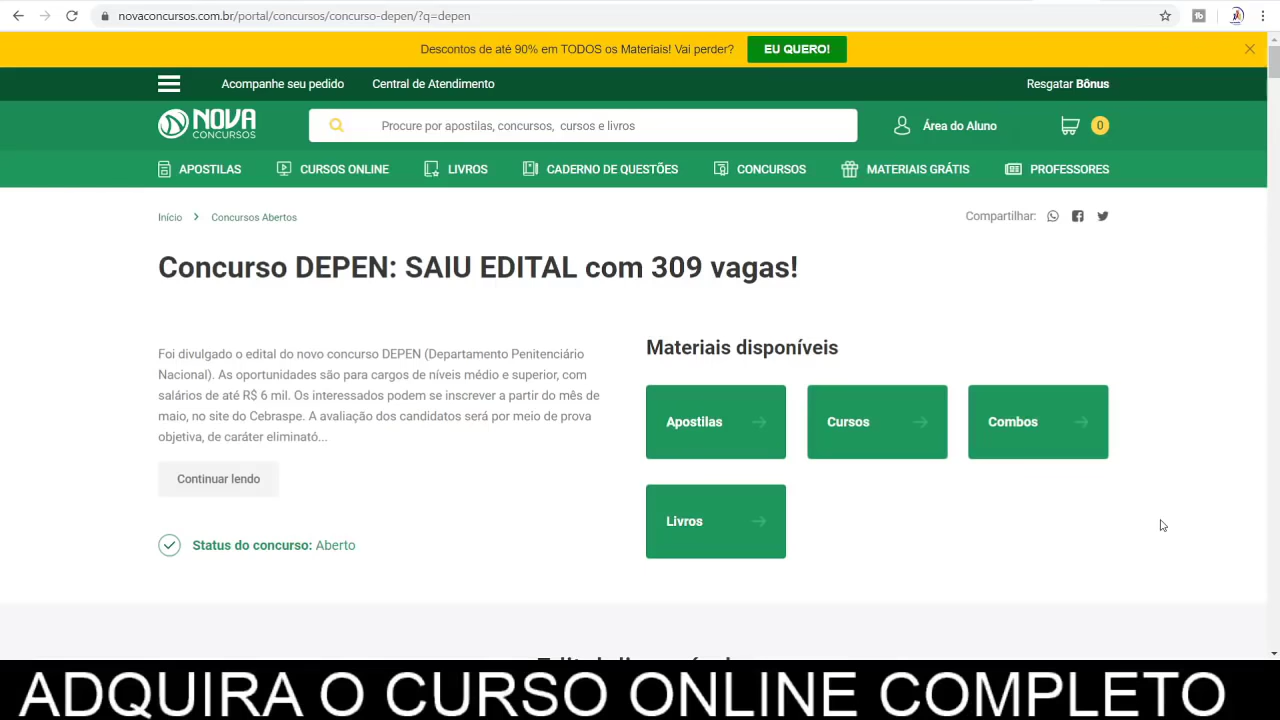 novaconcursos.com.br/portal/concursos/concurso-depen/?q=depen
Descontos de até 90% em TODOS os Materiais! Vai perder?
EU QUERO!
Acompanhe seu pedido
Central de Atendimento
Resgatar Bônus
NOVA
CONCURSOS
Procure por apostilas, concursos, cursos e livros
Área do Aluno
0
APOSTILAS
CURSOS ONLINE
LIVROS
CADERNO DE QUESTÕES
CONCURSOS
MATERIAIS GRÁTIS
PROFESSORES
Início
Concursos Abertos
Compartilhar:
Concurso DEPEN: SAIU EDITAL com 309 vagas!
Foi divulgado o edital do novo concurso DEPEN (Departamento Penitenciário
Nacional). As oportunidades são para cargos de níveis médio e superior, com
salários de até R$ 6 mil. Os interessados podem se inscrever a partir do mês de
maio, no site do Cebraspe. A avaliação dos candidatos será por meio de prova
objetiva, de caráter eliminató...
Continuar lendo
Status do concurso: Aberto
Materiais disponíveis
Apostilas
Cursos
Combos
Livros
ADQUIRA O CURSO ONLINE COMPLETO